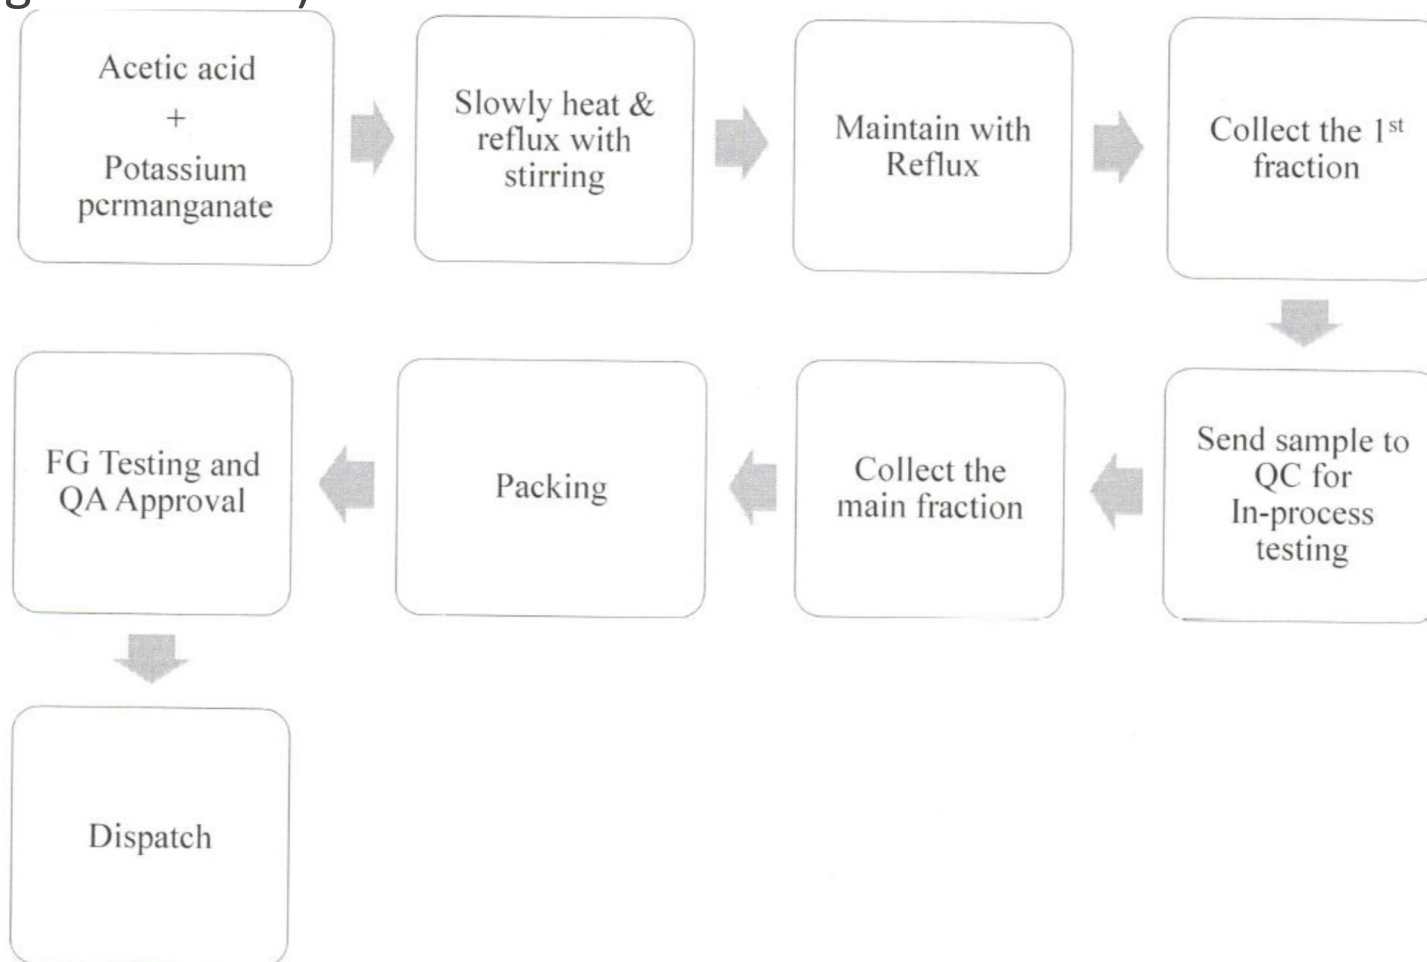 Acetic acid
+
Potassium
permanganate
Slowly heat &
reflux with
stirring
Maintain with
Reflux
Collect the 1st
fraction
Send sample to
QC for
In-process
testing
Collect the
main fraction
Packing
FG Testing and
QA Approval
Dispatch